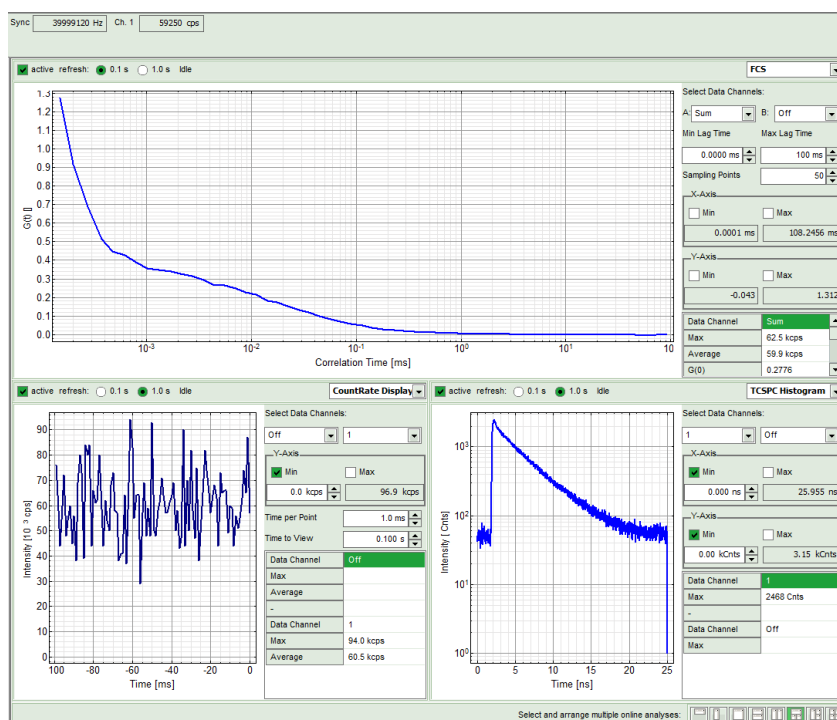 Sync 39999120 Hz Ch. 1 59250 cps
active refresh: 0.1 s 1.0 s Idle FCS
Select Data Channels:
A: Sum B: Off
Min Lag Time Max Lag Time
0.0000 ms 100 ms
Sampling Points 50
X-Axis
Min Max
0.0001 ms 108.2456 ms
Y-Axis
Min Max
-0.043 1.312
Data Channel Sum
Max 62.5 kcps
Average 59.9 kcps
G(0) 0.2776
G(t) []
1.3
1.2
1.1
1.0
0.9
0.8
0.7
0.6
0.5
0.4
0.3
0.2
0.1
0.0
10-3 10-2 10-1 100 101 10
Correlation Time [ms]
active refresh: 0.1 s 1.0 s Idle CountRate Display
Select Data Channels:
Off 1
Y-Axis
Min Max
0.0 kcps 96.9 kcps
Time per Point 1.0 ms
Time to View 0.100 s
Data Channel Off
Max
Average
-
Data Channel 1
Max 94.0 kcps
Average 60.5 kcps
Intensity [10^3 cps]
90
80
70
60
50
40
30
20
10
0
-100 -80 -60 -40 -20 0
Time [ms]
active refresh: 0.1 s 1.0 s Idle TCSPC Histogram
Select Data Channels:
1 Off
X-Axis
Min Max
0.000 ns 25.955 ns
Y-Axis
Min Max
0.00 kCnts 3.15 kCnts
Data Channel 1
Max 2468 Cnts
-
Data Channel Off
Max
Intensity [Cnts]
103
102
101
100
0 5 10 15 20 25
Time [ns]
Select and arrange multiple online analyses: